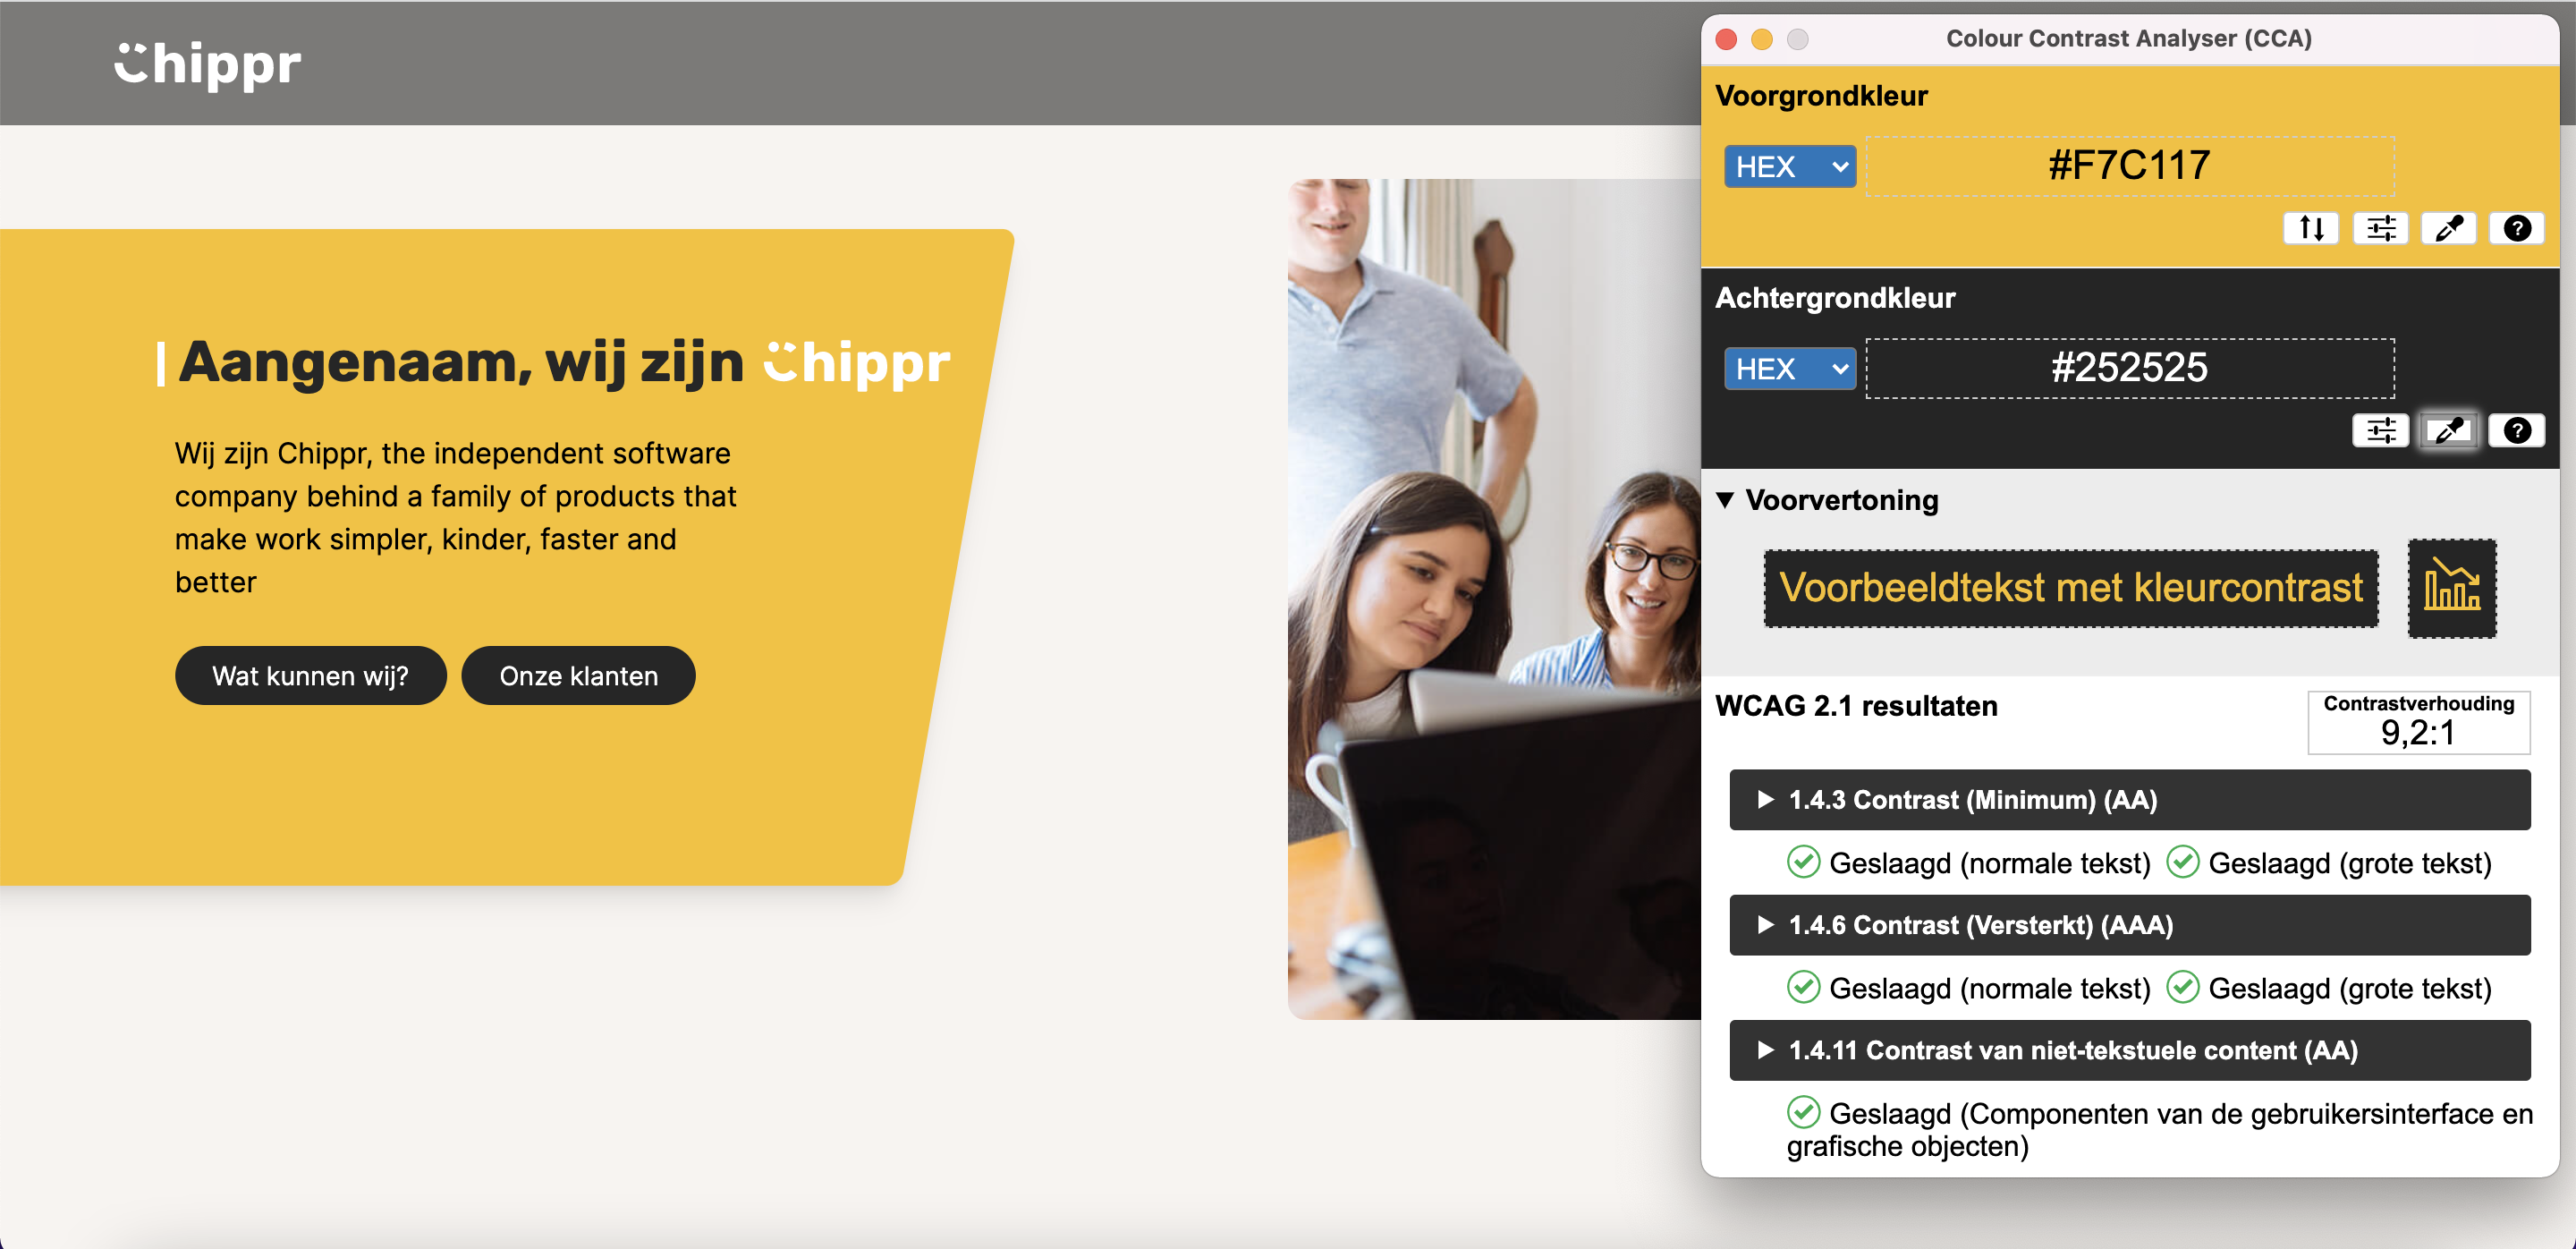 Chippr
Aangenaam, wij zijn Chippr
Wij zijn Chippr, the independent software
company behind a family of products that
make work simpler, kinder, faster and
better
Wat kunnen wij?
Onze klanten
Colour Contrast Analyser (CCA)
Voorgrondkleur
HEX
#F7C117
?
Achtergrondkleur
HEX
#252525
?
Voorvertoning
Voorbeeldtekst met kleurcontrast
WCAG 2.1 resultaten
Contrastverhouding
9,2:1
1.4.3 Contrast (Minimum) (AA)
Geslaagd (normale tekst) Geslaagd (grote tekst)
1.4.6 Contrast (Versterkt) (AAA)
Geslaagd (normale tekst) Geslaagd (grote tekst)
1.4.11 Contrast van niet-tekstuele content (AA)
Geslaagd (Componenten van de gebruikersinterface en
grafische objecten)